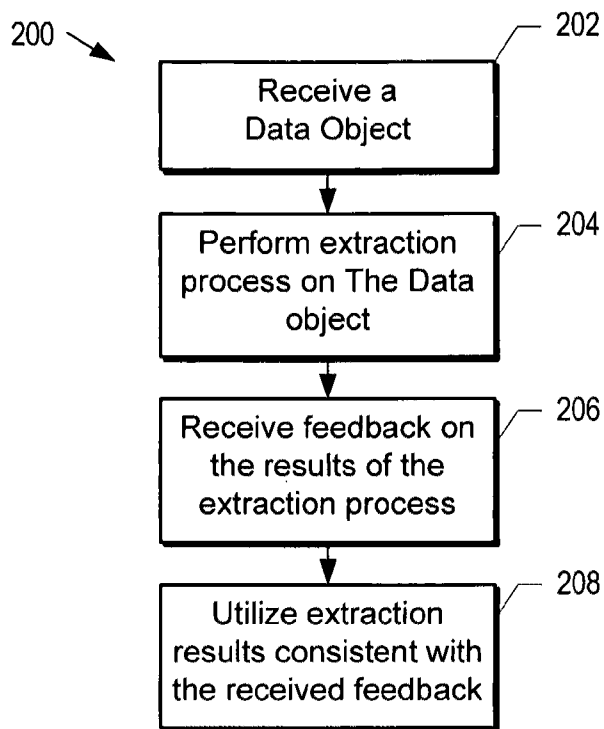 200
202
Receive a
Data Object
204
Perform extraction
process on The Data
object
206
Receive feedback on
the results of the
extraction process
208
Utilize extraction
results consistent with
the received feedback